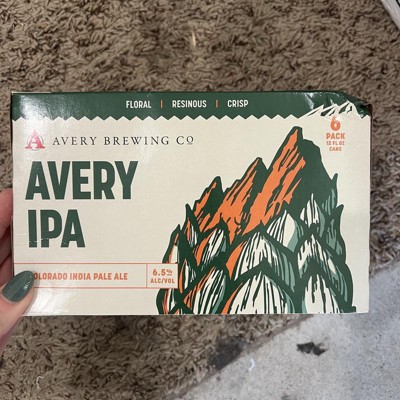 FLORAL | RESINOUS | CRISP
A AVERY BREWING CO
6
PACK
12 FL OZ
CANS
AVERY
IPA
COLORADO INDIA PALE ALE
6.5%
ALC/VOL